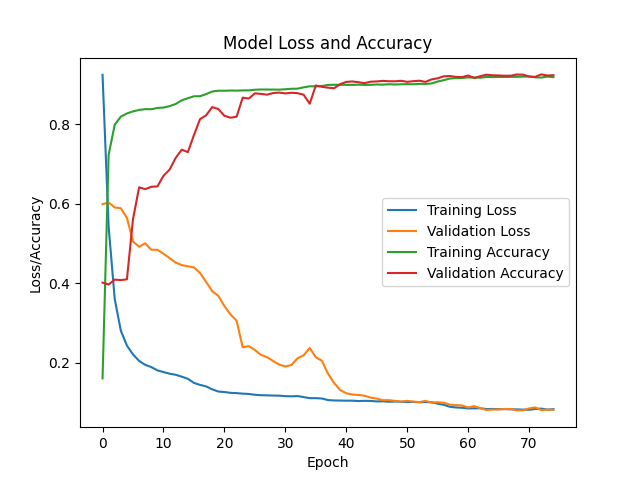 Model Loss and Accuracy
Loss/Accuracy
0.8
0.6
0.4
0.2
Training Loss
Validation Loss
Training Accuracy
Validation Accuracy
0 10 20 30 40 50 60 70
Epoch